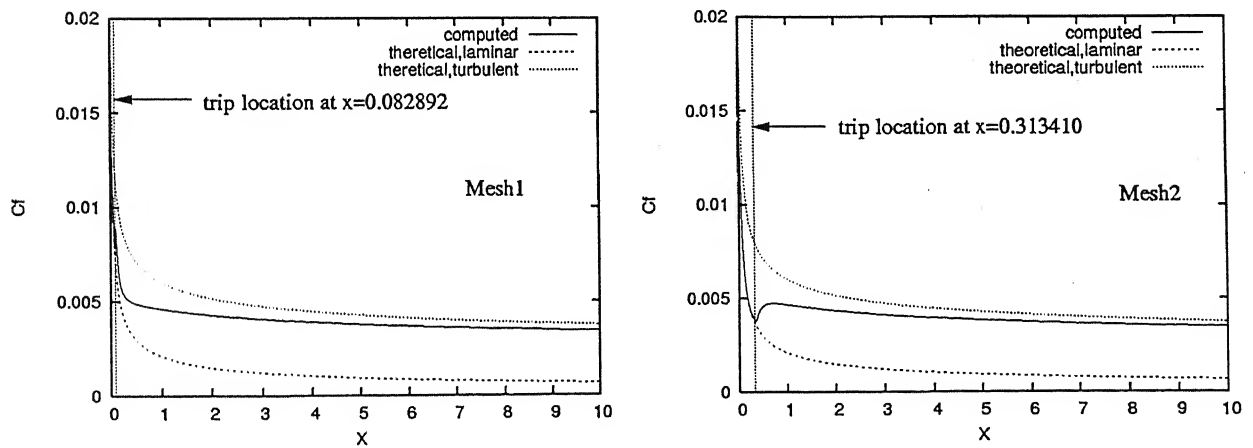 0.02
computed
theretical,laminar
theretical,turbulent
trip location at x=0.082892
0.015
Mesh1
0.01
Cf
0.005
0
0 1 2 3 4 5 6 7 8 9 10
X
0.02
computed
theoretical,laminar
theoretical,turbulent
0.015
trip location at x=0.313410
Mesh2
0.01
Cf
0.005
0
0 1 2 3 4 5 6 7 8 9 10
X